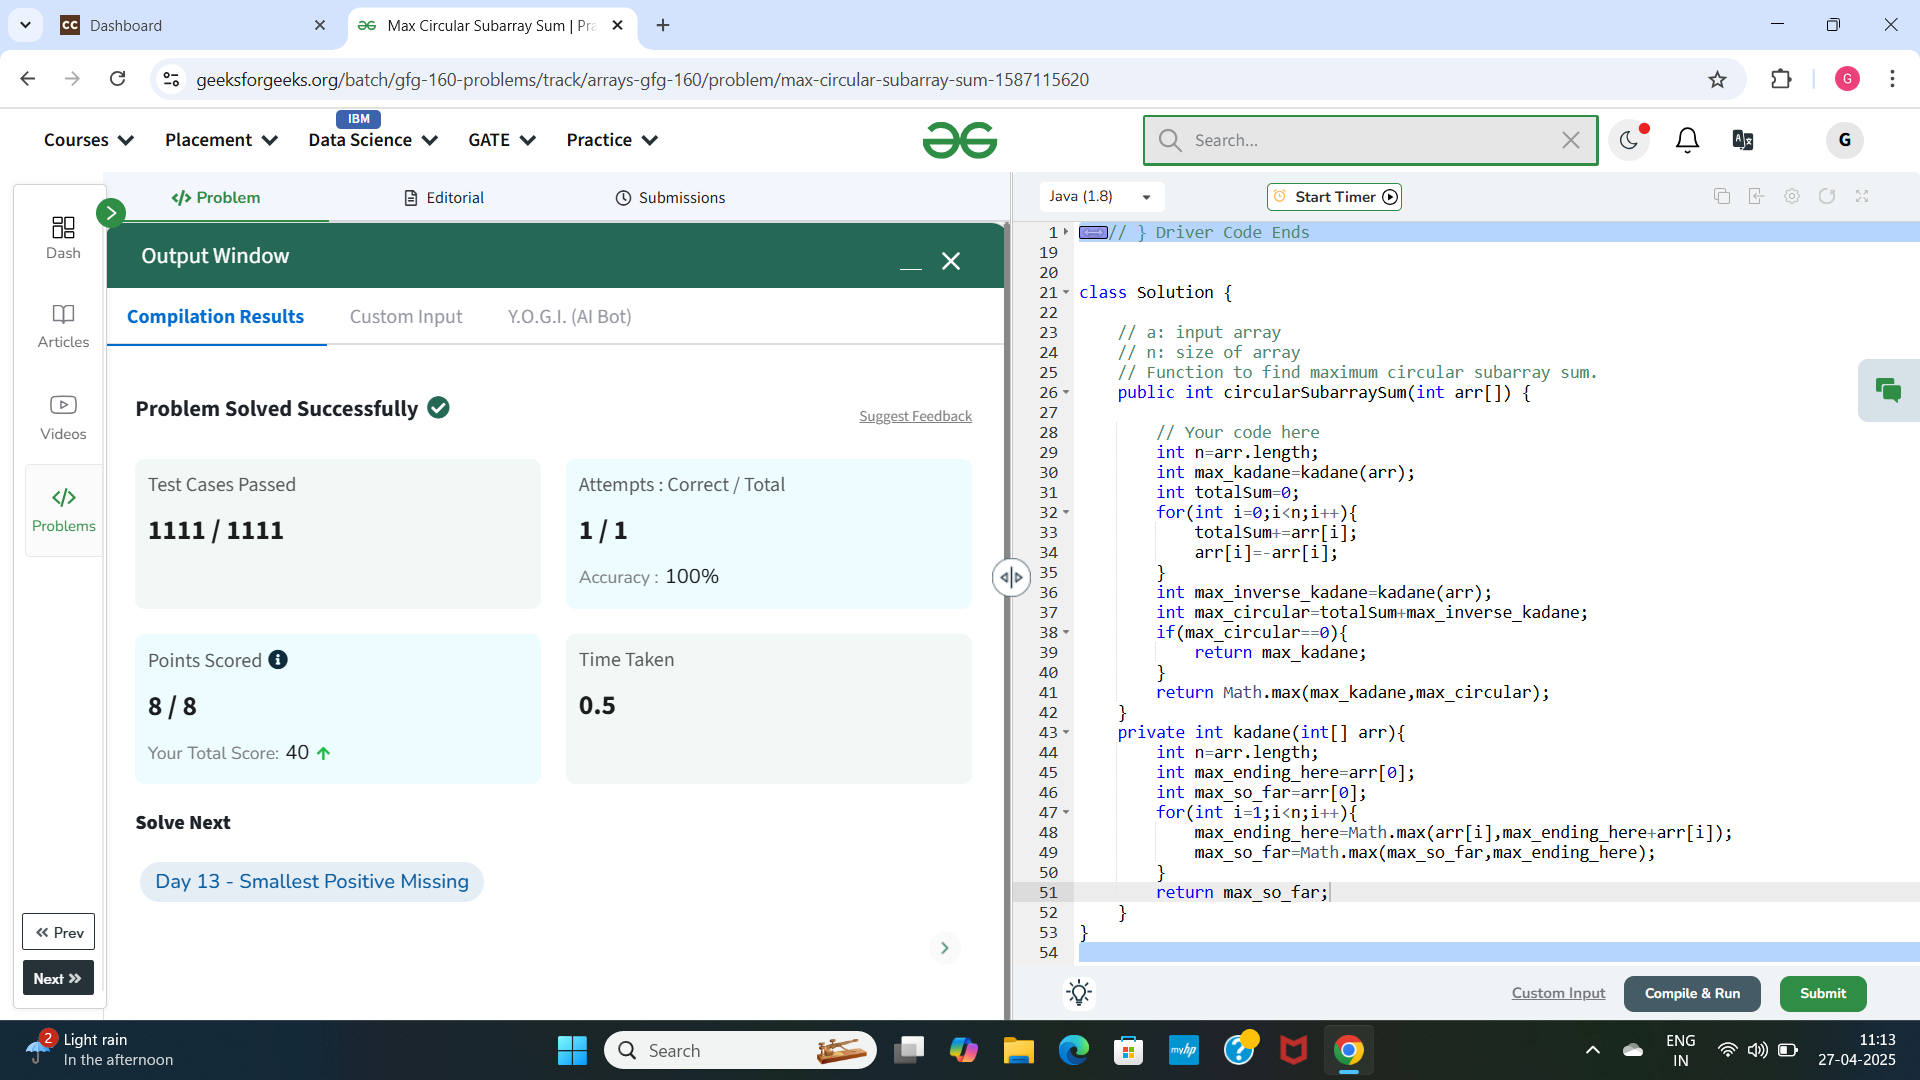 Dashboard
Max Circular Subarray Sum | Pra
geeksforgeeks.org/batch/gfg-160-problems/track/arrays-gfg-160/problem/max-circular-subarray-sum-1587115620
G
Courses
Placement
IBM
Data Science
GATE
Practice
Search...
G
Dash
Articles
Videos
Problems
Prev
Next
Problem
Editorial
Submissions
Output Window
Compilation Results
Custom Input
Y.O.G.I. (AI Bot)
Problem Solved Successfully
Suggest Feedback
Test Cases Passed
1111 / 1111
Attempts : Correct / Total
1 / 1
Accuracy : 100%
Points Scored
8 / 8
Your Total Score: 40
Time Taken
0.5
Solve Next
Day 13 - Smallest Positive Missing
Java (1.8)
Start Timer
1 // } Driver Code Ends
19
20
21 class Solution {
22
23 // a: input array
24 // n: size of array
25 // Function to find maximum circular subarray sum.
26 public int circularSubarraySum(int arr[]) {
27
28 // Your code here
29 int n=arr.length;
30 int max_kadane=kadane(arr);
31 int totalSum=0;
32 for(int i=0;i<n;i++){
33 totalSum+=arr[i];
34 arr[i]=-arr[i];
35 }
36 int max_inverse_kadane=kadane(arr);
37 int max_circular=totalSum+max_inverse_kadane;
38 if(max_circular==0){
39 return max_kadane;
40 }
41 return Math.max(max_kadane,max_circular);
42 }
43 private int kadane(int[] arr){
44 int n=arr.length;
45 int max_ending_here=arr[0];
46 int max_so_far=arr[0];
47 for(int i=1;i<n;i++){
48 max_ending_here=Math.max(arr[i],max_ending_here+arr[i]);
49 max_so_far=Math.max(max_so_far,max_ending_here);
50 }
51 return max_so_far;
52 }
53 }
54
Custom Input
Compile & Run
Submit
2
Light rain
In the afternoon
Search
myhp
ENG
IN
11:13
27-04-2025